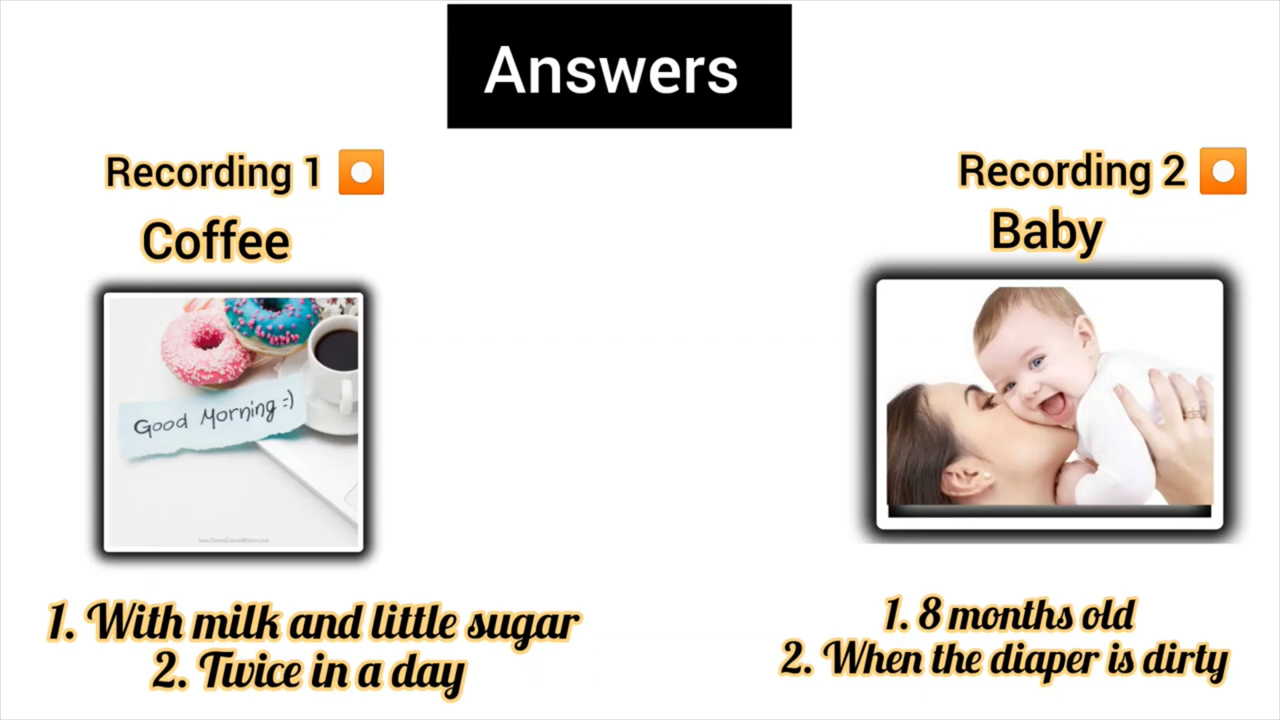 Answers
Recording 1
Coffee
Good Morning :)
1. With milk and little sugar
2. Twice in a day
Recording 2
Baby
1. 8 months old
2. When the diaper is dirty